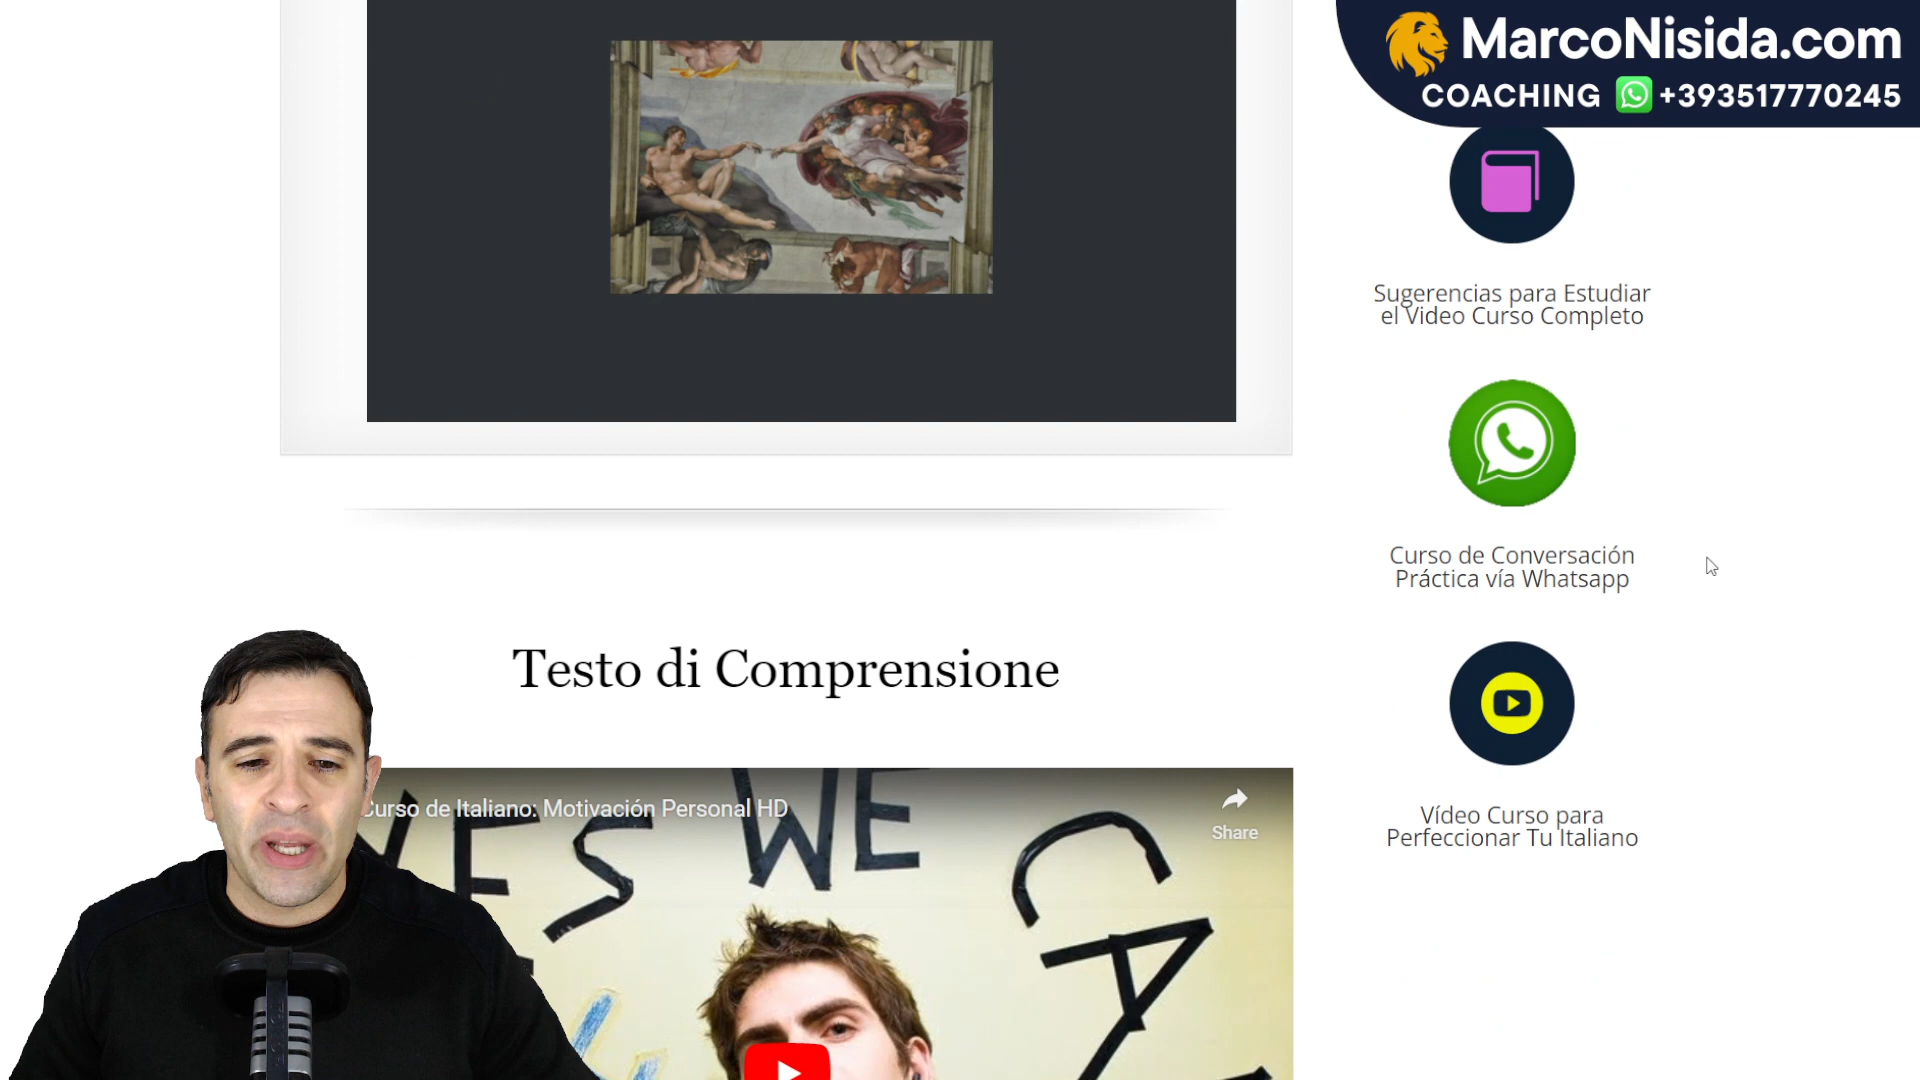 MarcoNisida.com
COACHING +393517770245
Sugerencias para Estudiar
el Video Curso Completo
Curso de Conversación
Práctica vía Whatsapp
Testo di Comprensione
Curso de Italiano: Motivación Personal HD
Share
YES WE
CA
Vídeo Curso para
Perfeccionar Tu Italiano